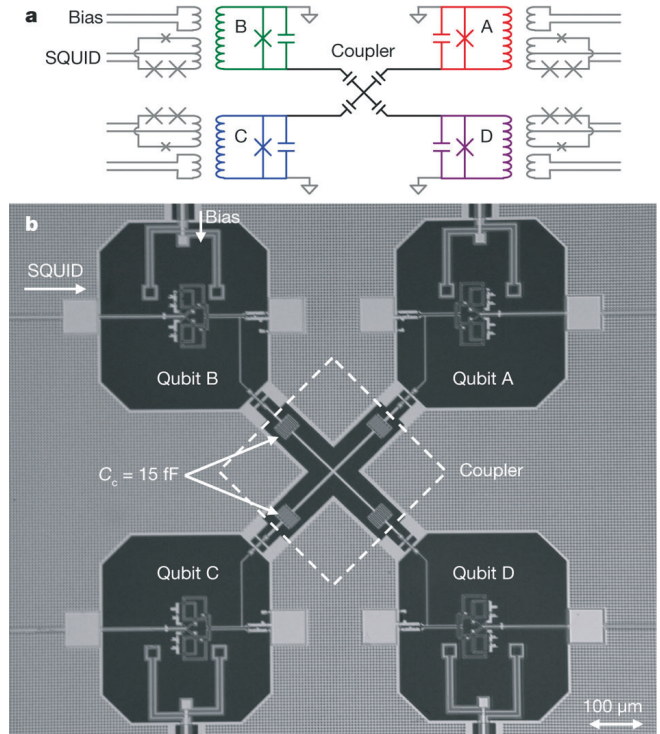 a
Bias
SQUID
B
A
Coupler
C
D
b
Bias
SQUID
Qubit B
Qubit A
Cc = 15 fF
Coupler
Qubit C
Qubit D
100 µm